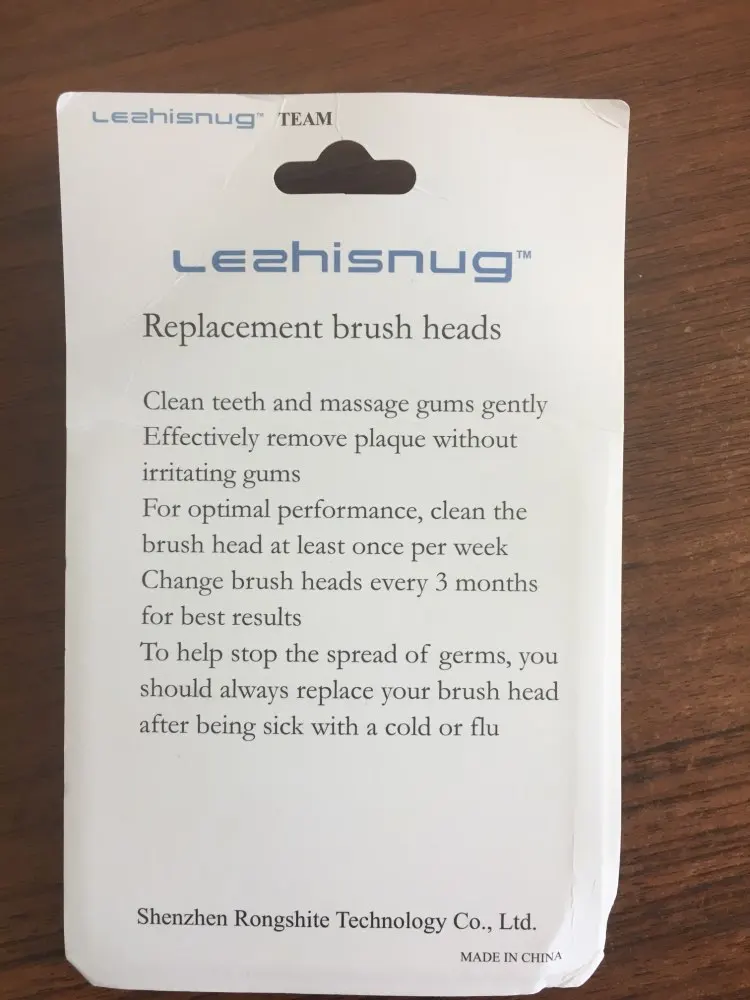 Lezhisnug™ TEAM
Lezhisnug™
Replacement brush heads
Clean teeth and massage gums gently
Effectively remove plaque without
irritating gums
For optimal performance, clean the
brush head at least once per week
Change brush heads every 3 months
for best results
To help stop the spread of germs, you
should always replace your brush head
after being sick with a cold or flu
Shenzhen Rongshite Technology Co., Ltd.
MADE IN CHINA